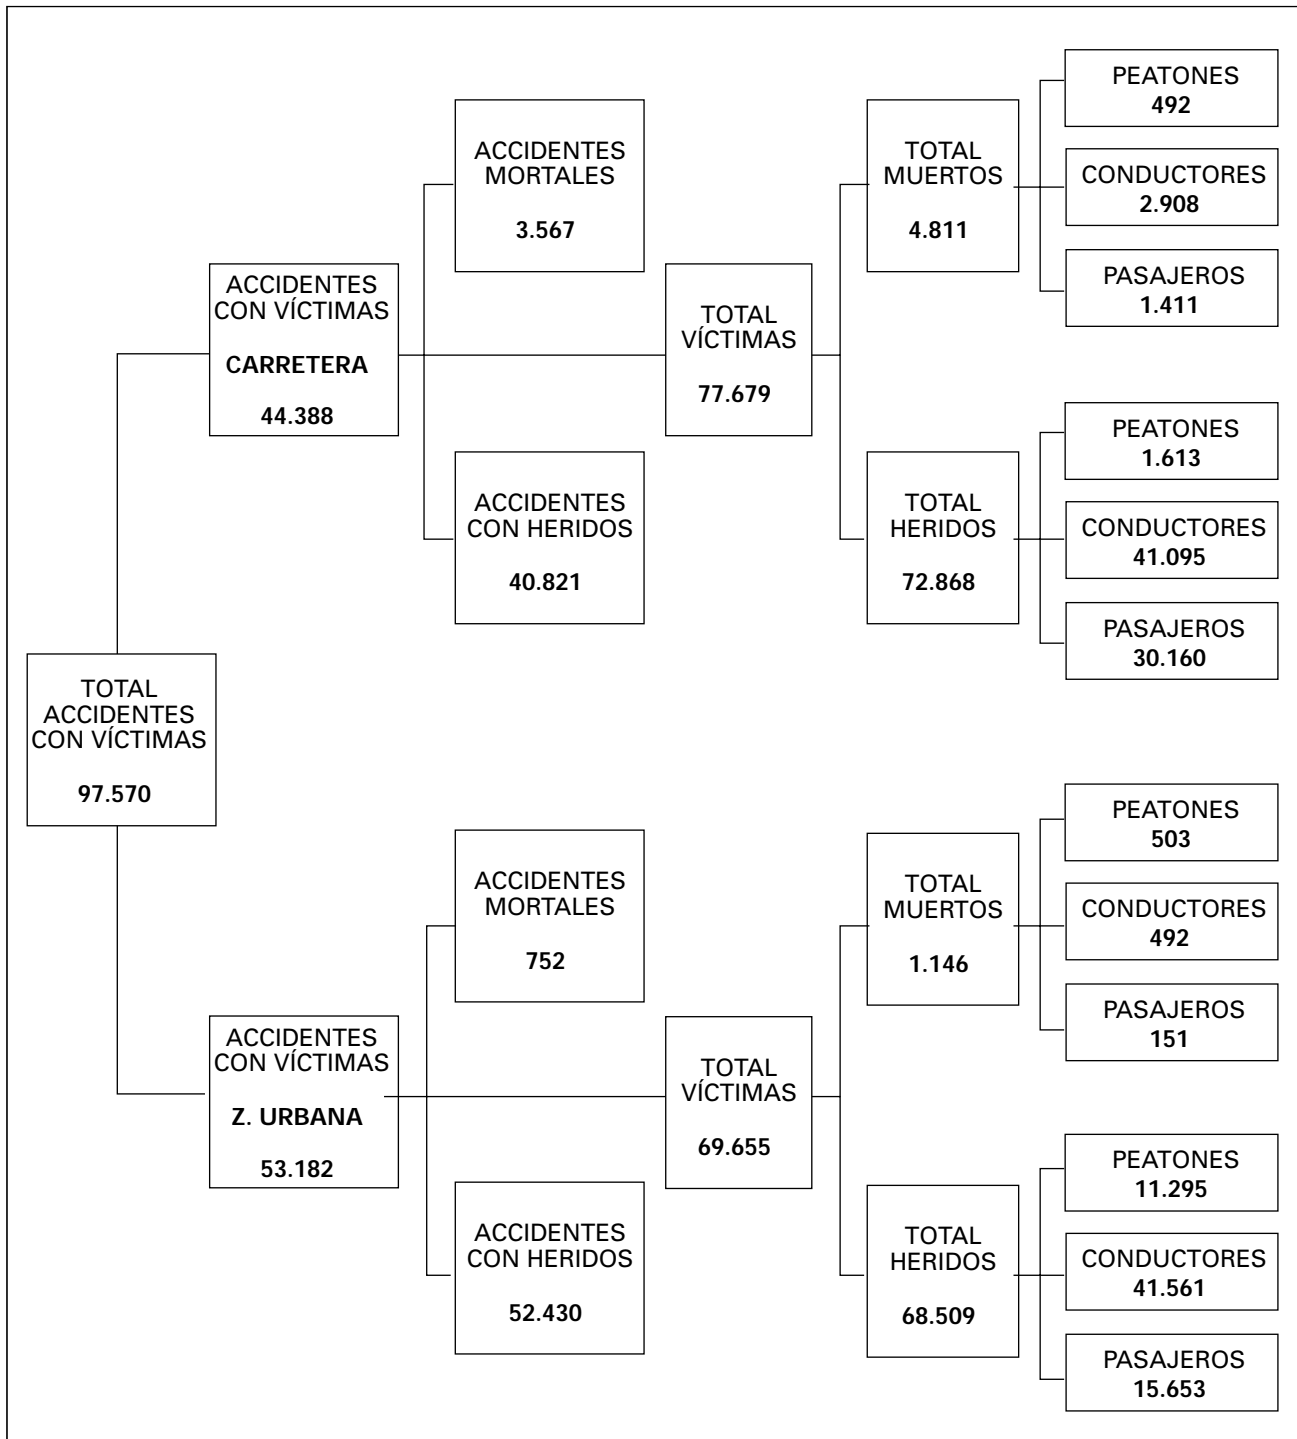 TOTAL
ACCIDENTES
CON VÍCTIMAS
97.570
ACCIDENTES
CON VÍCTIMAS
CARRETERA
44.388
ACCIDENTES
MORTALES
3.567
ACCIDENTES
CON HERIDOS
40.821
TOTAL
VÍCTIMAS
77.679
TOTAL
MUERTOS
4.811
PEATONES
492
CONDUCTORES
2.908
PASAJEROS
1.411
TOTAL
HERIDOS
72.868
PEATONES
1.613
CONDUCTORES
41.095
PASAJEROS
30.160
ACCIDENTES
CON VÍCTIMAS
Z. URBANA
53.182
ACCIDENTES
MORTALES
752
ACCIDENTES
CON HERIDOS
52.430
TOTAL
VÍCTIMAS
69.655
TOTAL
MUERTOS
1.146
PEATONES
503
CONDUCTORES
492
PASAJEROS
151
TOTAL
HERIDOS
68.509
PEATONES
11.295
CONDUCTORES
41.561
PASAJEROS
15.653